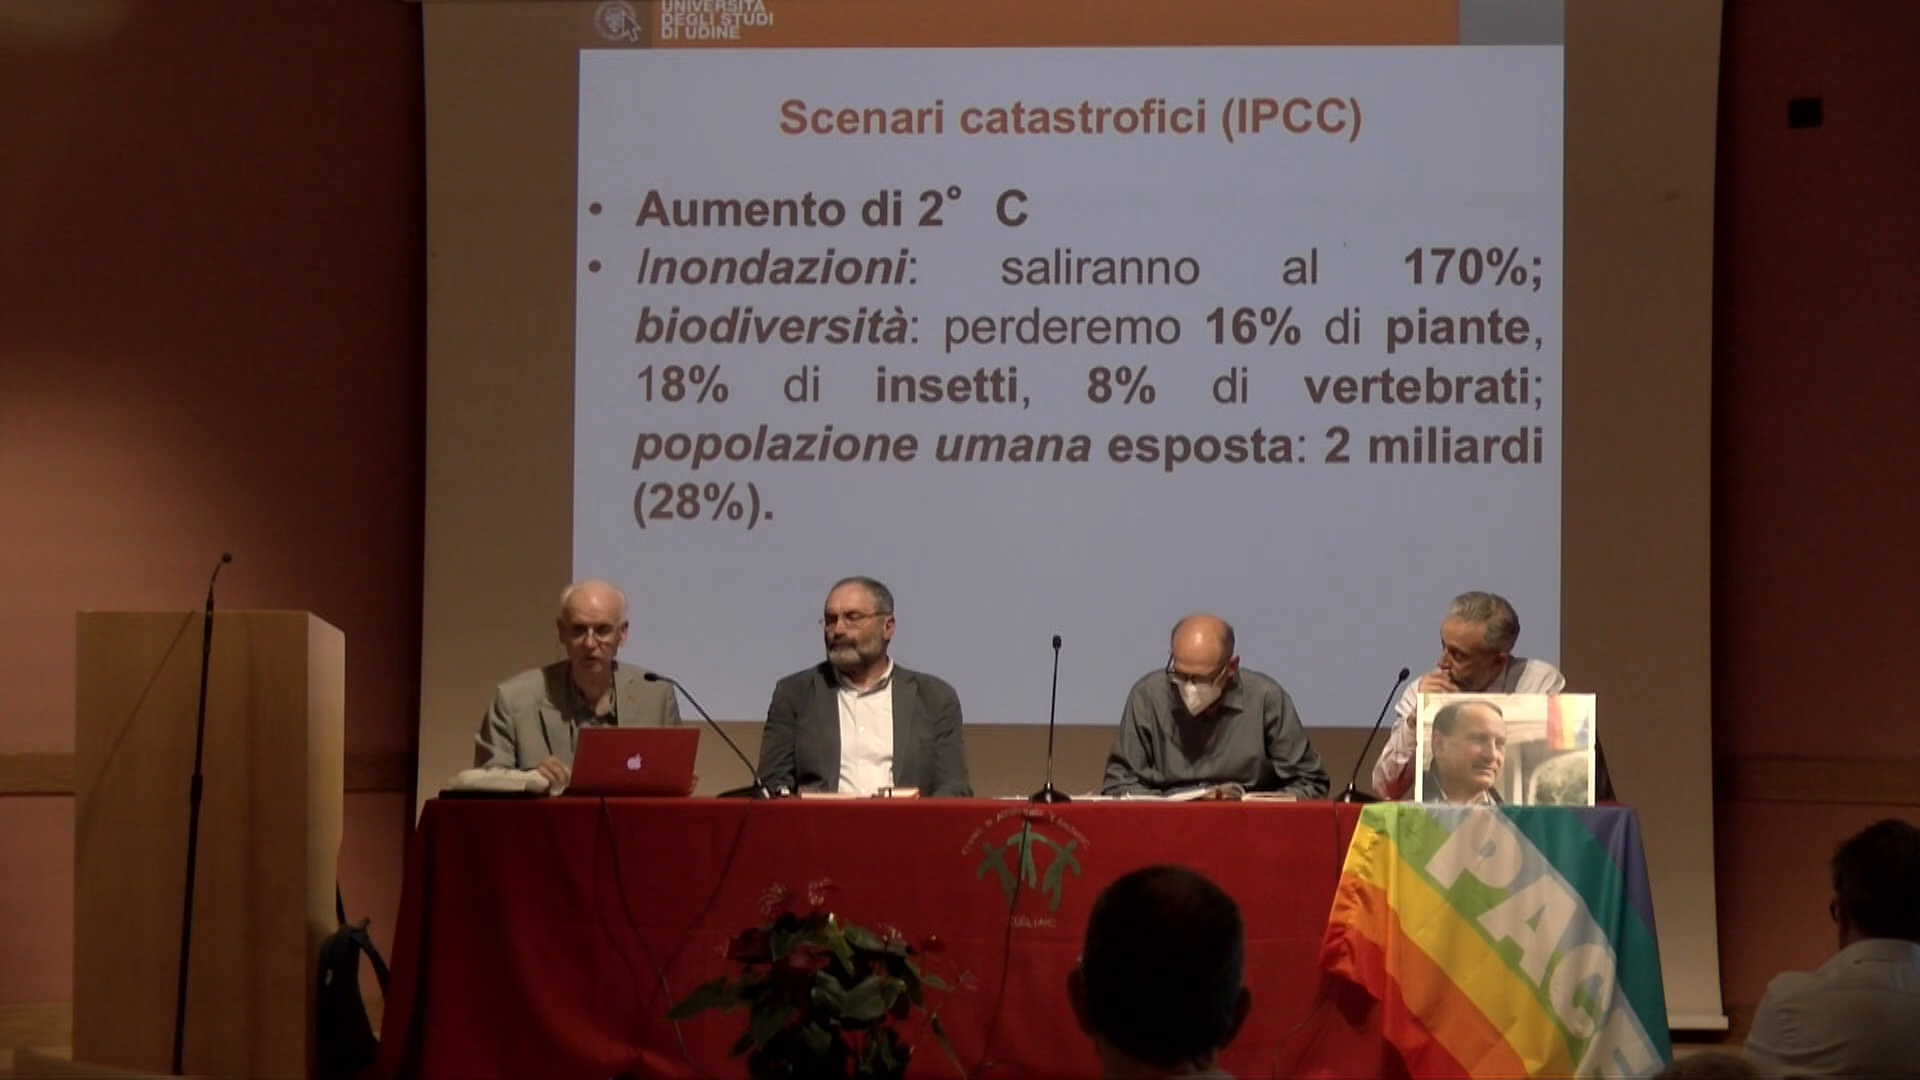 UNIVERSITÀ
DEGLI STUDI
DI UDINE
Scenari catastrofici (IPCC)
• Aumento di 2° C
• Inondazioni: saliranno al 170%;
biodiversità: perderemo 16% di piante,
18% di insetti, 8% di vertebrati;
popolazione umana esposta: 2 miliardi
(28%).
PACE